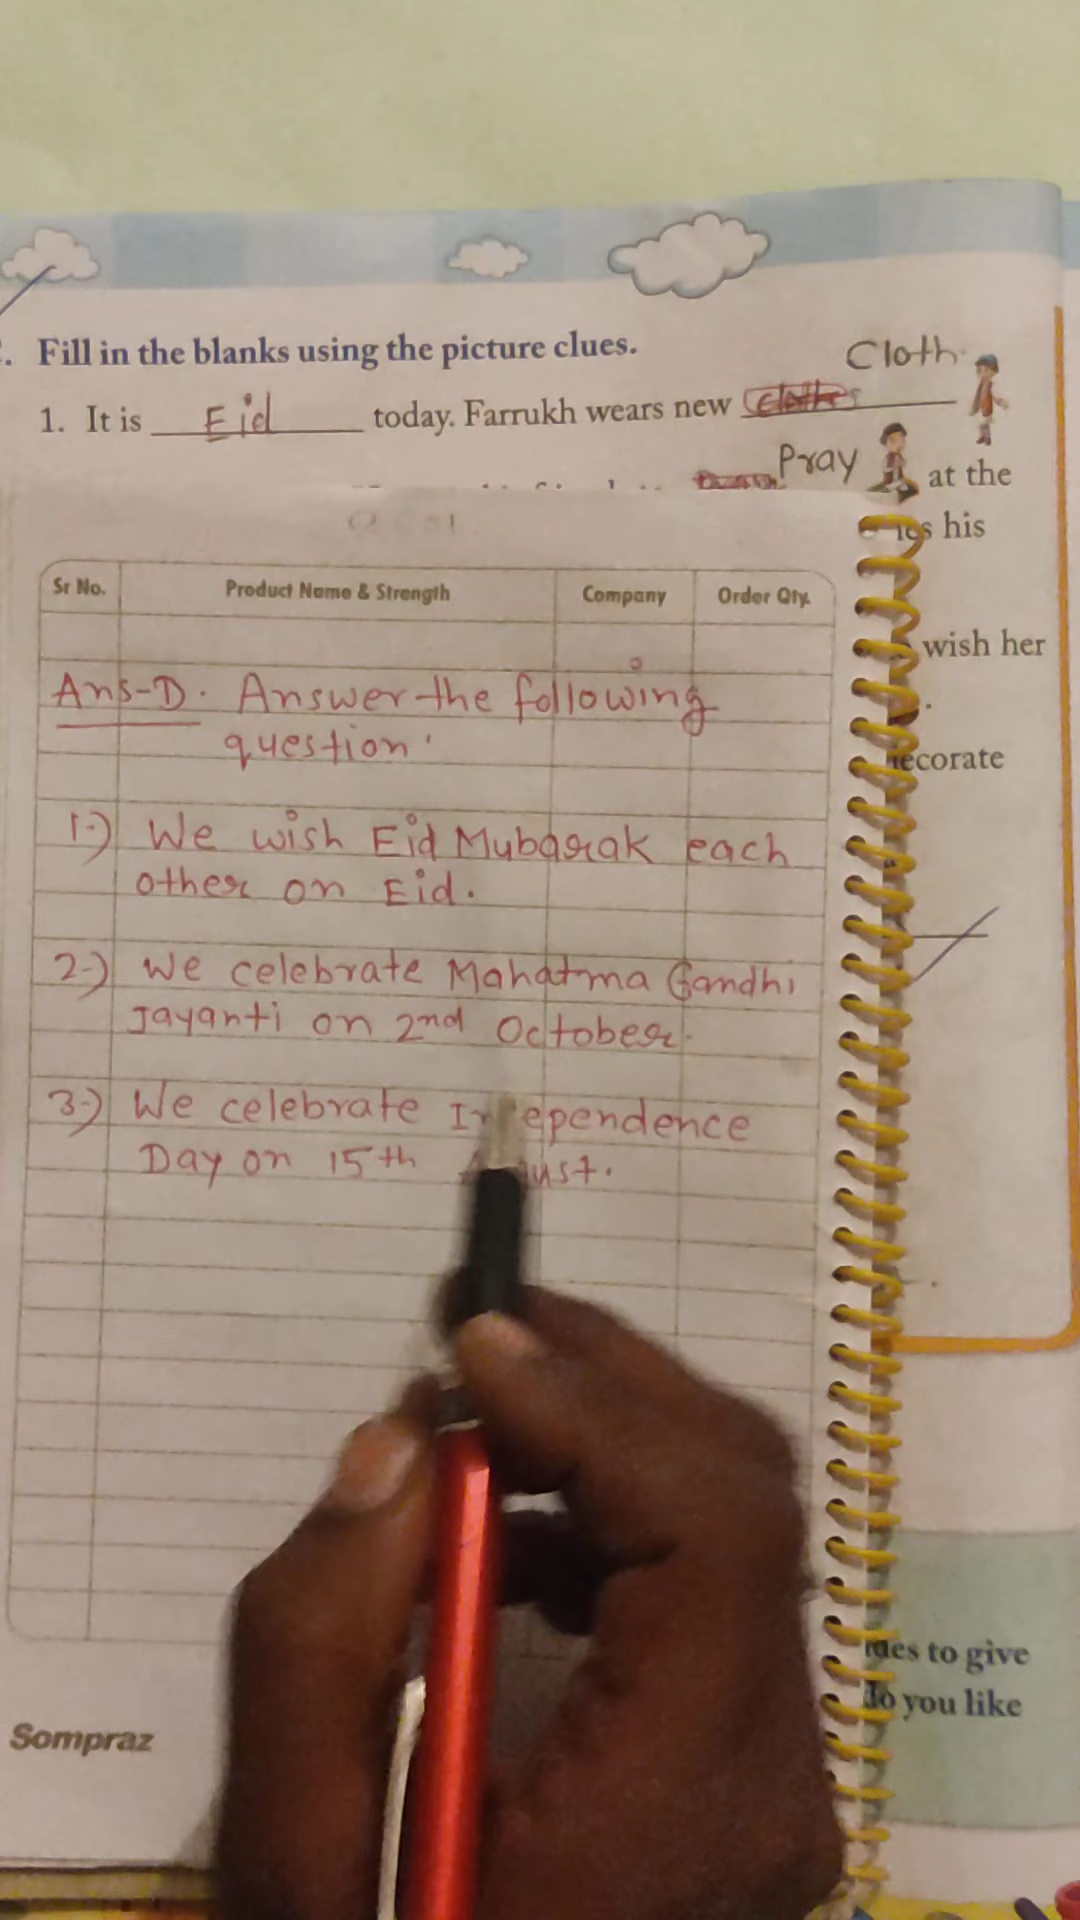 . Fill in the blanks using the picture clues.
Cloth
1. It is Eid today. Farrukh wears new clothes
Pray at the
his
Sr No. Product Name & Strength Company Order Qty.
wish her
Ans-D. Answer the following
question.
ecorate
1.) We wish Eid Mubarak each
other on Eid.
2.) We celebrate Mahatma Gandhi
Jayanti on 2nd October.
3.) We celebrate Independence
Day on 15th August.
to give
do you like
Sompraz